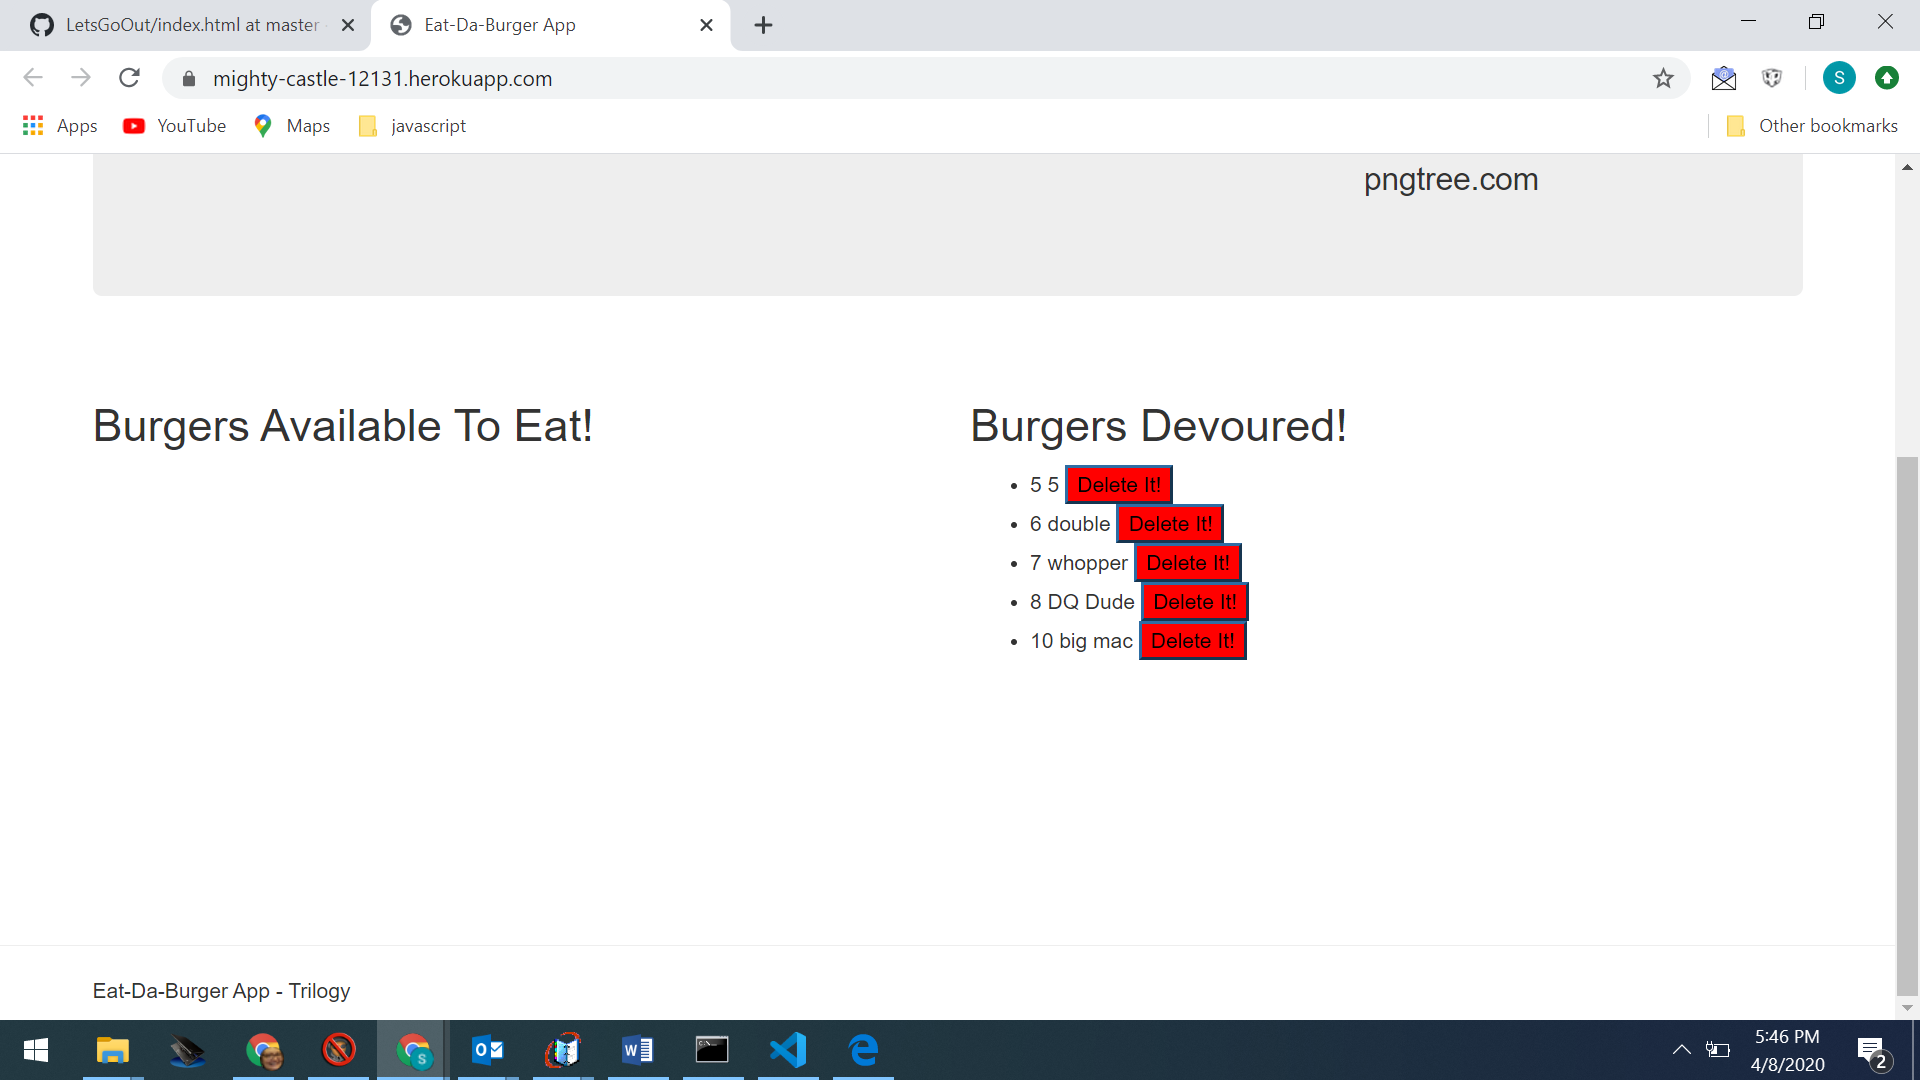 LetsGoOut/index.html at master
Eat-Da-Burger App
mighty-castle-12131.herokuapp.com
S
Apps
YouTube
Maps
javascript
Other bookmarks
pngtree.com
Burgers Available To Eat!
Burgers Devoured!
5 5 Delete It!
6 double Delete It!
7 whopper Delete It!
8 DQ Dude Delete It!
10 big mac Delete It!
Eat-Da-Burger App - Trilogy
5:46 PM
4/8/2020
2